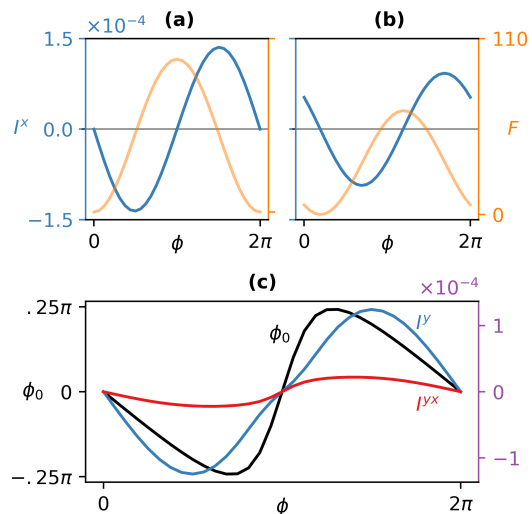 (a) (b)
×10⁻⁴
1.5 110
Iˣ 0.0 F
−1.5 0
0 ϕ 2π 0 ϕ 2π
(c)
×10⁻⁴
.25π 1
ϕ₀ Iʸ
ϕ₀ 0 0
Iʸˣ
−.25π −1
0 ϕ 2π